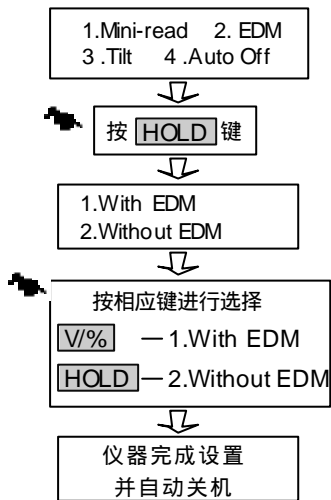 1.Mini-read 2. EDM
3 .Tilt 4 .Auto Off
按 HOLD 键
1.With EDM
2.Without EDM
按相应键进行选择
V/% — 1.With EDM
HOLD — 2.Without EDM
仪器完成设置
并自动关机